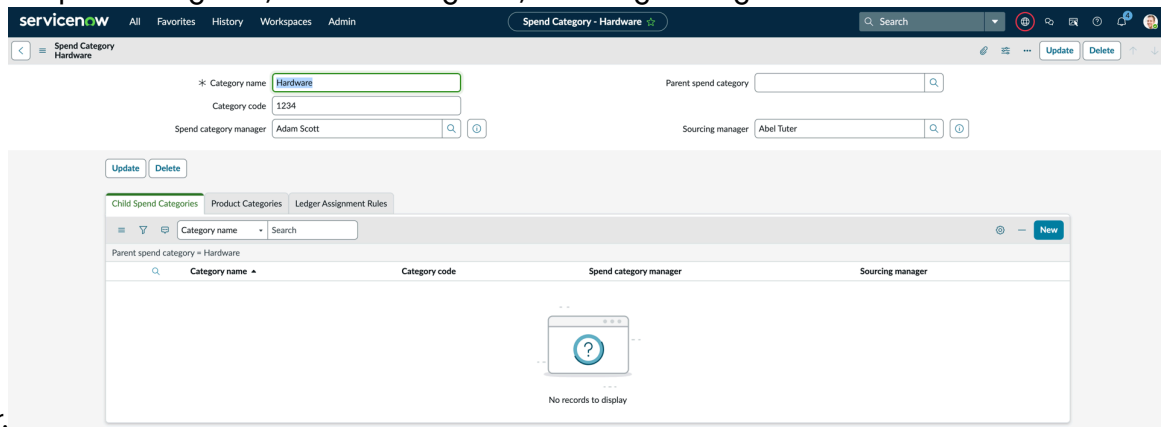 servicenow All Favorites History Workspaces Admin Spend Category - Hardware Search 4
Spend Category
Hardware
Update Delete
Category name Hardware Parent spend category
Category code 1234
Spend category manager Adam Scott Sourcing manager Abel Tuter
Update Delete
Child Spend Categories Product Categories Ledger Assignment Rules
Category name Search New
Parent spend category = Hardware
Category name Category code Spend category manager Sourcing manager
No records to display